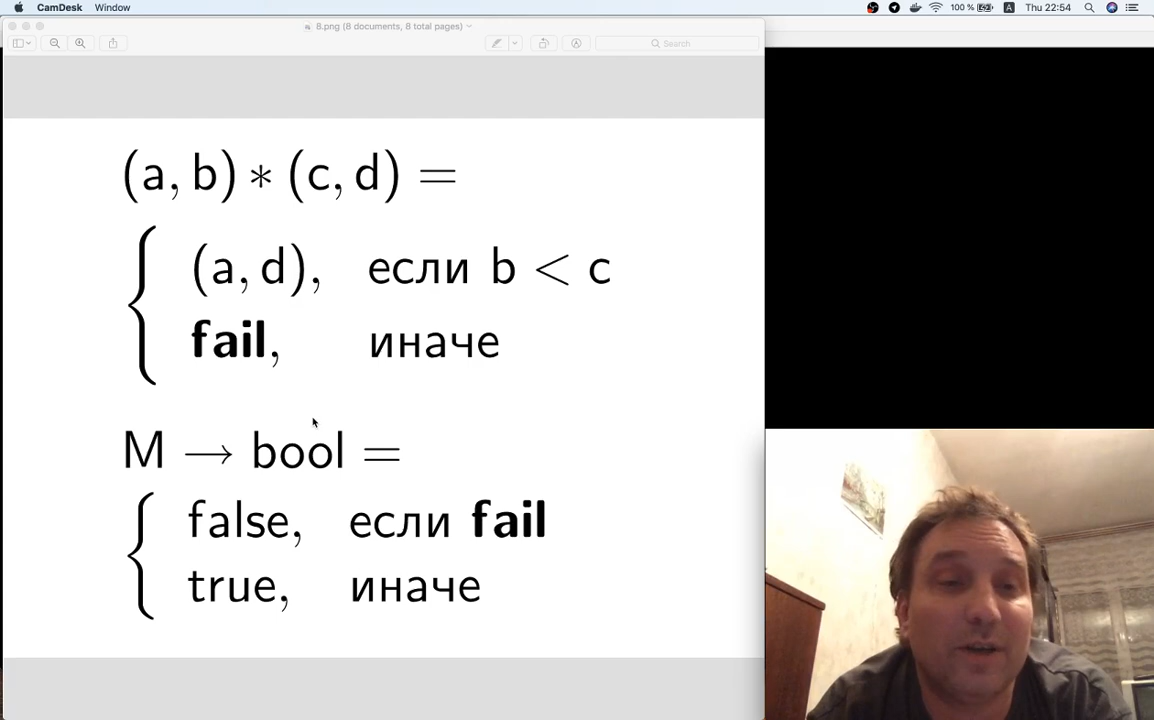 CamDesk Window 100 % A Thu 22:54
8.png (8 documents, 8 total pages)
Search
(a, b) ∗ (c, d) =
(a, d), если b < c
fail, иначе
M → bool =
false, если fail
true, иначе